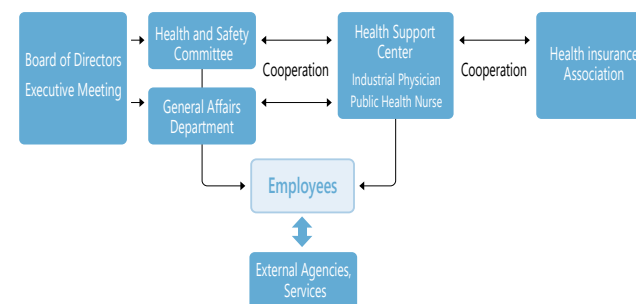 Board of Directors
Executive Meeting
Health and Safety
Committee
General Affairs
Department
Cooperation
Health Support
Center
Industrial Physician
Public Health Nurse
Cooperation
Health insurance
Association
Employees
External Agencies,
Services